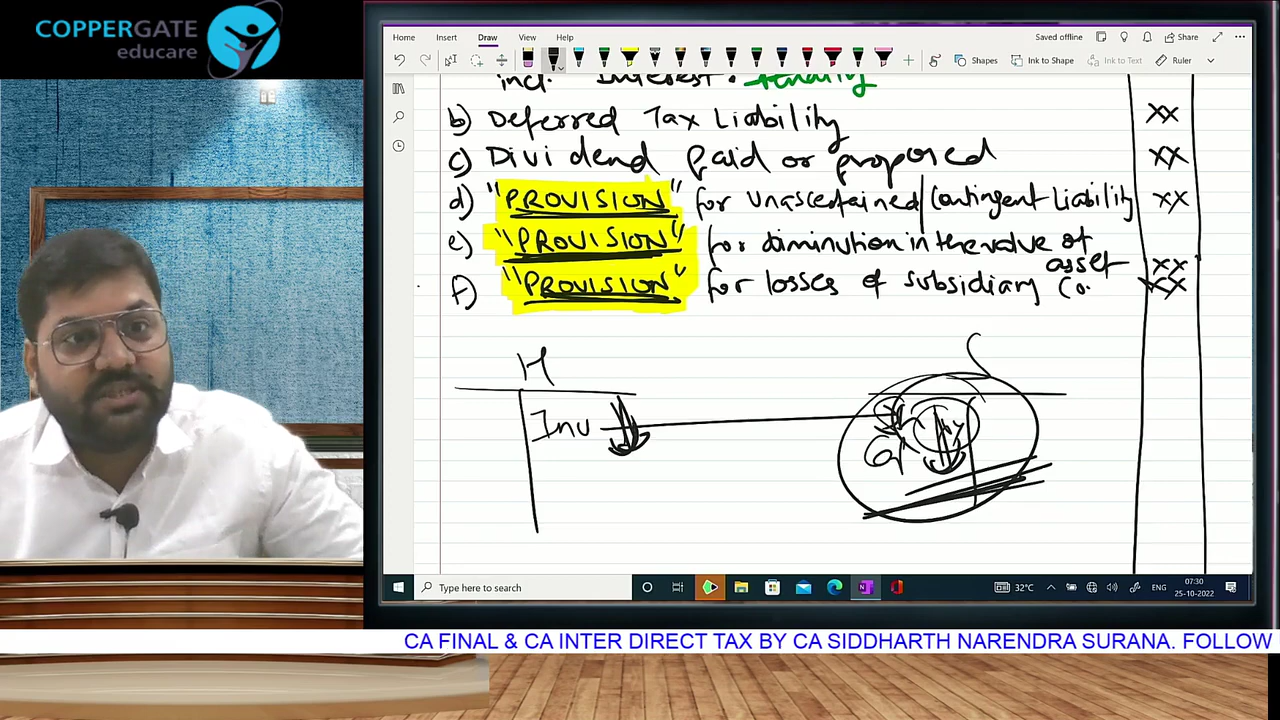 COPPERGATE
educare
Home Insert Draw View Help
Saved offline
Share
Shapes
Ink to Shape
Ink to Text
Ruler
incl. Interest. Penalty
b) Deferred Tax Liability XX
c) Dividend paid or proposed XX
d) "PROVISION" for unascertained/Contingent Liability XX
e) "PROVISION" for diminution in the value of
asset XX
f) "PROVISION" for losses of subsidiary Co. XX
H S
Inv
Type here to search
32°C
ENG
07:30
25-10-2022
CA FINAL & CA INTER DIRECT TAX BY CA SIDDHARTH NARENDRA SURANA. FOLLOW